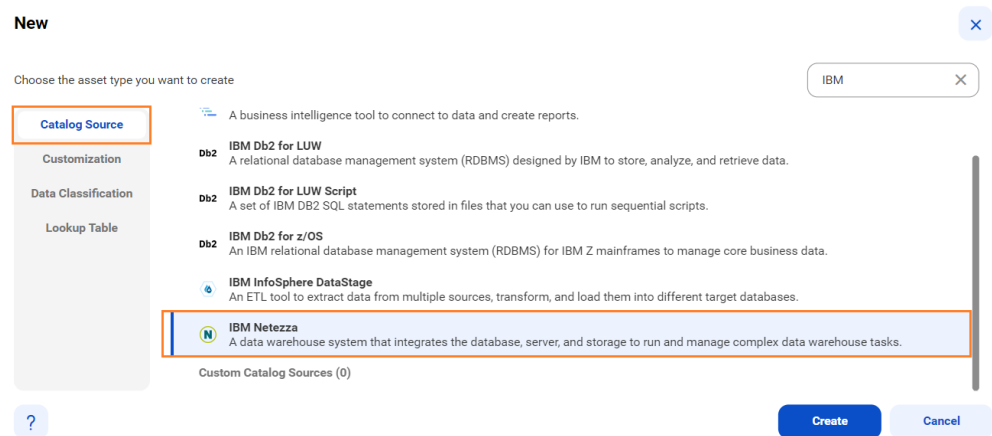 New
Choose the asset type you want to create
IBM
Catalog Source
Customization
Data Classification
Lookup Table
A business intelligence tool to connect to data and create reports.
Db2
IBM Db2 for LUW
A relational database management system (RDBMS) designed by IBM to store, analyze, and retrieve data.
Db2
IBM Db2 for LUW Script
A set of IBM DB2 SQL statements stored in files that you can use to run sequential scripts.
Db2
IBM Db2 for z/OS
An IBM relational database management system (RDBMS) for IBM Z mainframes to manage core business data.
IBM InfoSphere DataStage
An ETL tool to extract data from multiple sources, transform, and load them into different target databases.
N
IBM Netezza
A data warehouse system that integrates the database, server, and storage to run and manage complex data warehouse tasks.
Custom Catalog Sources (0)
?
Create
Cancel